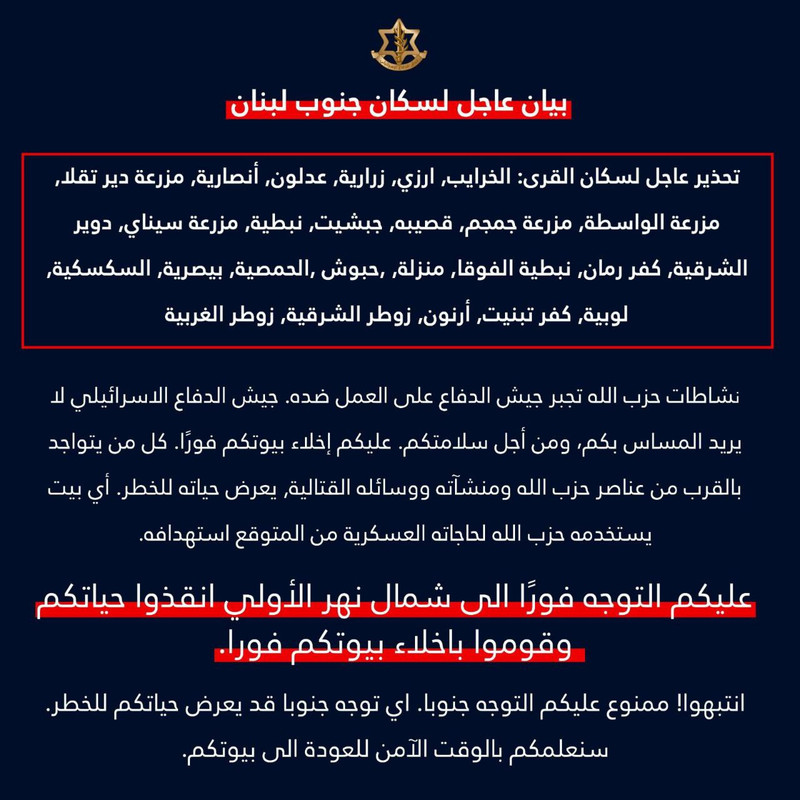 بيان عاجل لسكان جنوب لبنان
تحذير عاجل لسكان القرى: الخرايب, ارزي, زرارية, عدلون, أنصارية, مزرعة دير تقلا,
مزرعة الواسطة, مزرعة جمجم, قصيبه, جبشيت, نبطية, مزرعة سيناي, دوير
الشرقية, كفر رمان, نبطية الفوقا, منزلة, ,حبوش ,الحمصية, بيصرية, السكسكية,
لوبية, كفر تبنيت, أرنون, زوطر الشرقية, زوطر الغربية
نشاطات حزب الله تجبر جيش الدفاع على العمل ضده. جيش الدفاع الاسرائيلي لا
يريد المساس بكم، ومن أجل سلامتكم. عليكم إخلاء بيوتكم فورًا. كل من يتواجد
بالقرب من عناصر حزب الله ومنشآته ووسائله القتالية, يعرض حياته للخطر. أي بيت
يستخدمه حزب الله لحاجاته العسكرية من المتوقع استهدافه.
عليكم التوجه فورًا الى شمال نهر الأولي انقذوا حياتكم
وقوموا باخلاء بيوتكم فورا.
انتبهوا! ممنوع عليكم التوجه جنوبا. اي توجه جنوبا قد يعرض حياتكم للخطر.
سنعلمكم بالوقت الآمن للعودة الى بيوتكم.